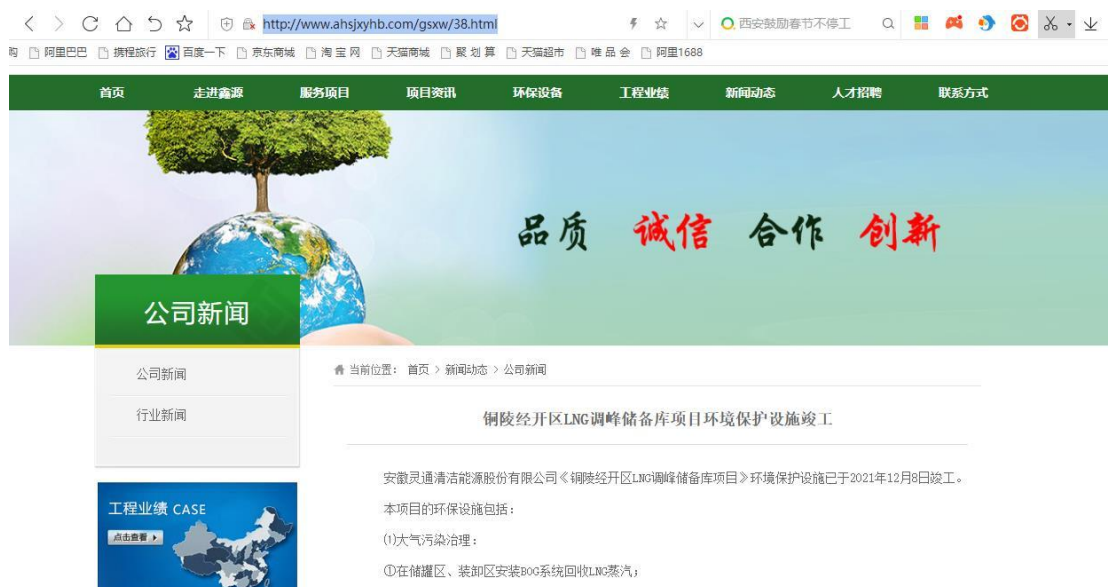 http://www.ahsjxyhb.com/gsxw/38.html 西安鼓励春节不停工
购 阿里巴巴 携程旅行 百度一下 京东商城 淘宝网 天猫商城 聚划算 天猫超市 唯品会 阿里1688
首页 走进鑫源 服务项目 项目资讯 环保设备 工程业绩 新闻动态 人才招聘 联系方式
品质 诚信 合作 创新
公司新闻
公司新闻
行业新闻
当前位置: 首页 > 新闻动态 > 公司新闻
铜陵经开区LNG调峰储备库项目环境保护设施竣工
安徽灵通清洁能源股份有限公司《铜陵经开区LNG调峰储备库项目》环境保护设施已于2021年12月8日竣工。
本项目的环保设施包括:
⑴大气污染治理:
①在储罐区、装卸区安装BOG系统回收LNG蒸汽;
工程业绩 CASE
点击查看